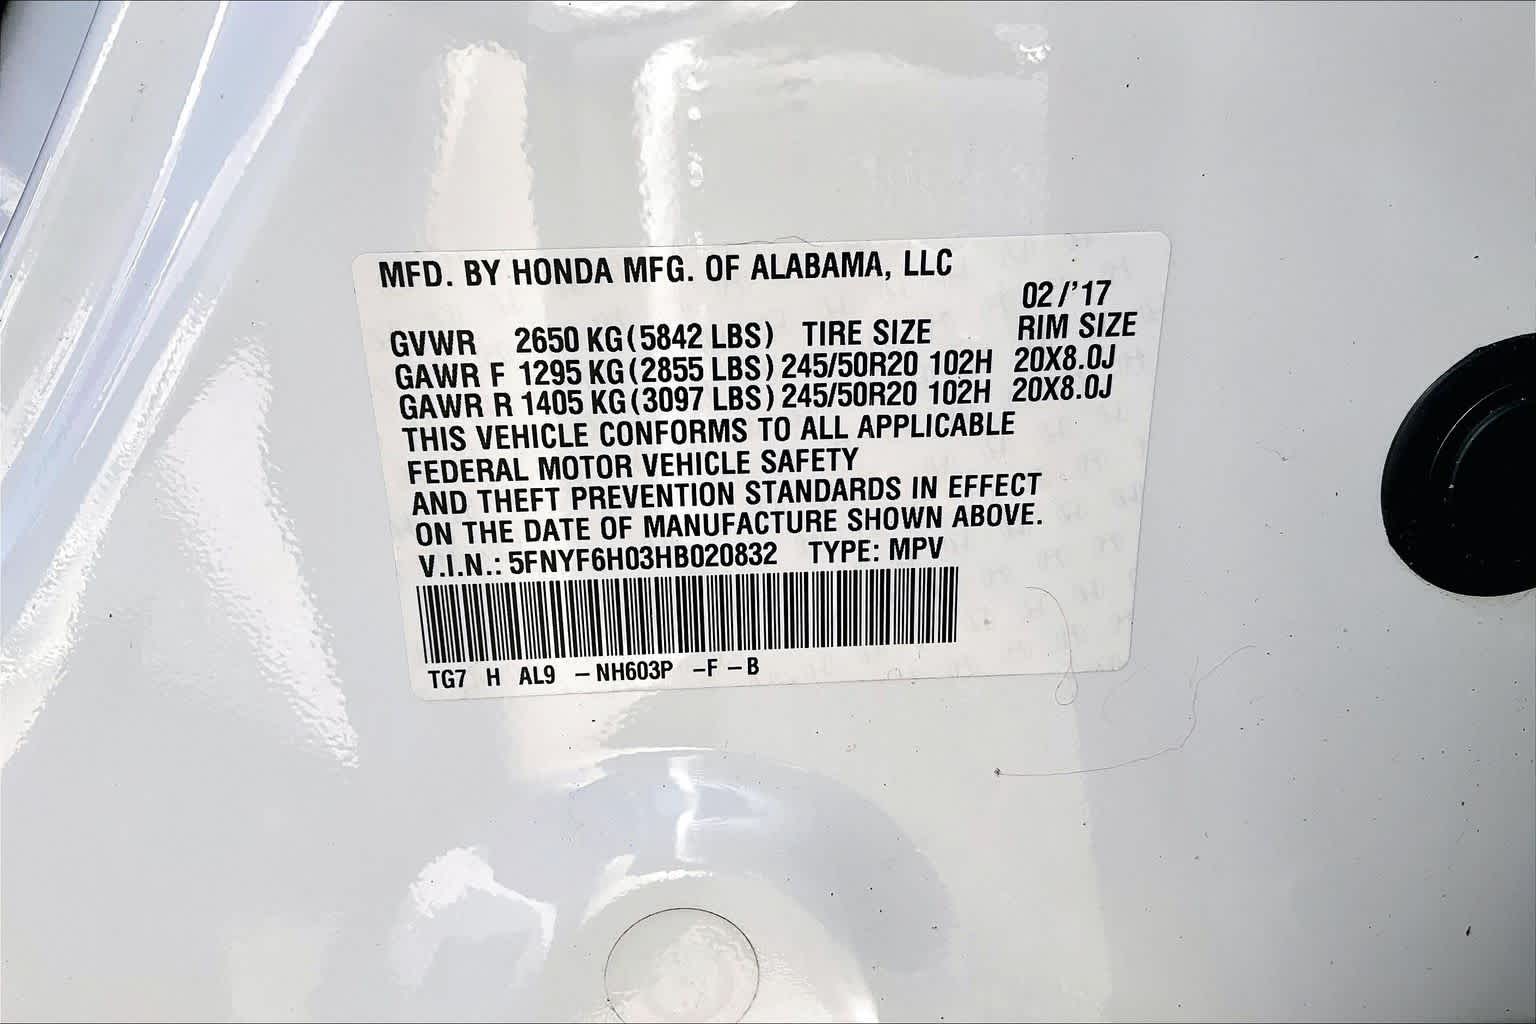 MFD. BY HONDA MFG. OF ALABAMA, LLC
02/'17
GVWR 2650 KG(5842 LBS) TIRE SIZE RIM SIZE
GAWR F 1295 KG(2855 LBS) 245/50R20 102H 20X8.0J
GAWR R 1405 KG(3097 LBS) 245/50R20 102H 20X8.0J
THIS VEHICLE CONFORMS TO ALL APPLICABLE
FEDERAL MOTOR VEHICLE SAFETY
AND THEFT PREVENTION STANDARDS IN EFFECT
ON THE DATE OF MANUFACTURE SHOWN ABOVE.
V.I.N.: 5FNYF6H03HB020832 TYPE: MPV
TG7 H AL9 -NH603P -F -B